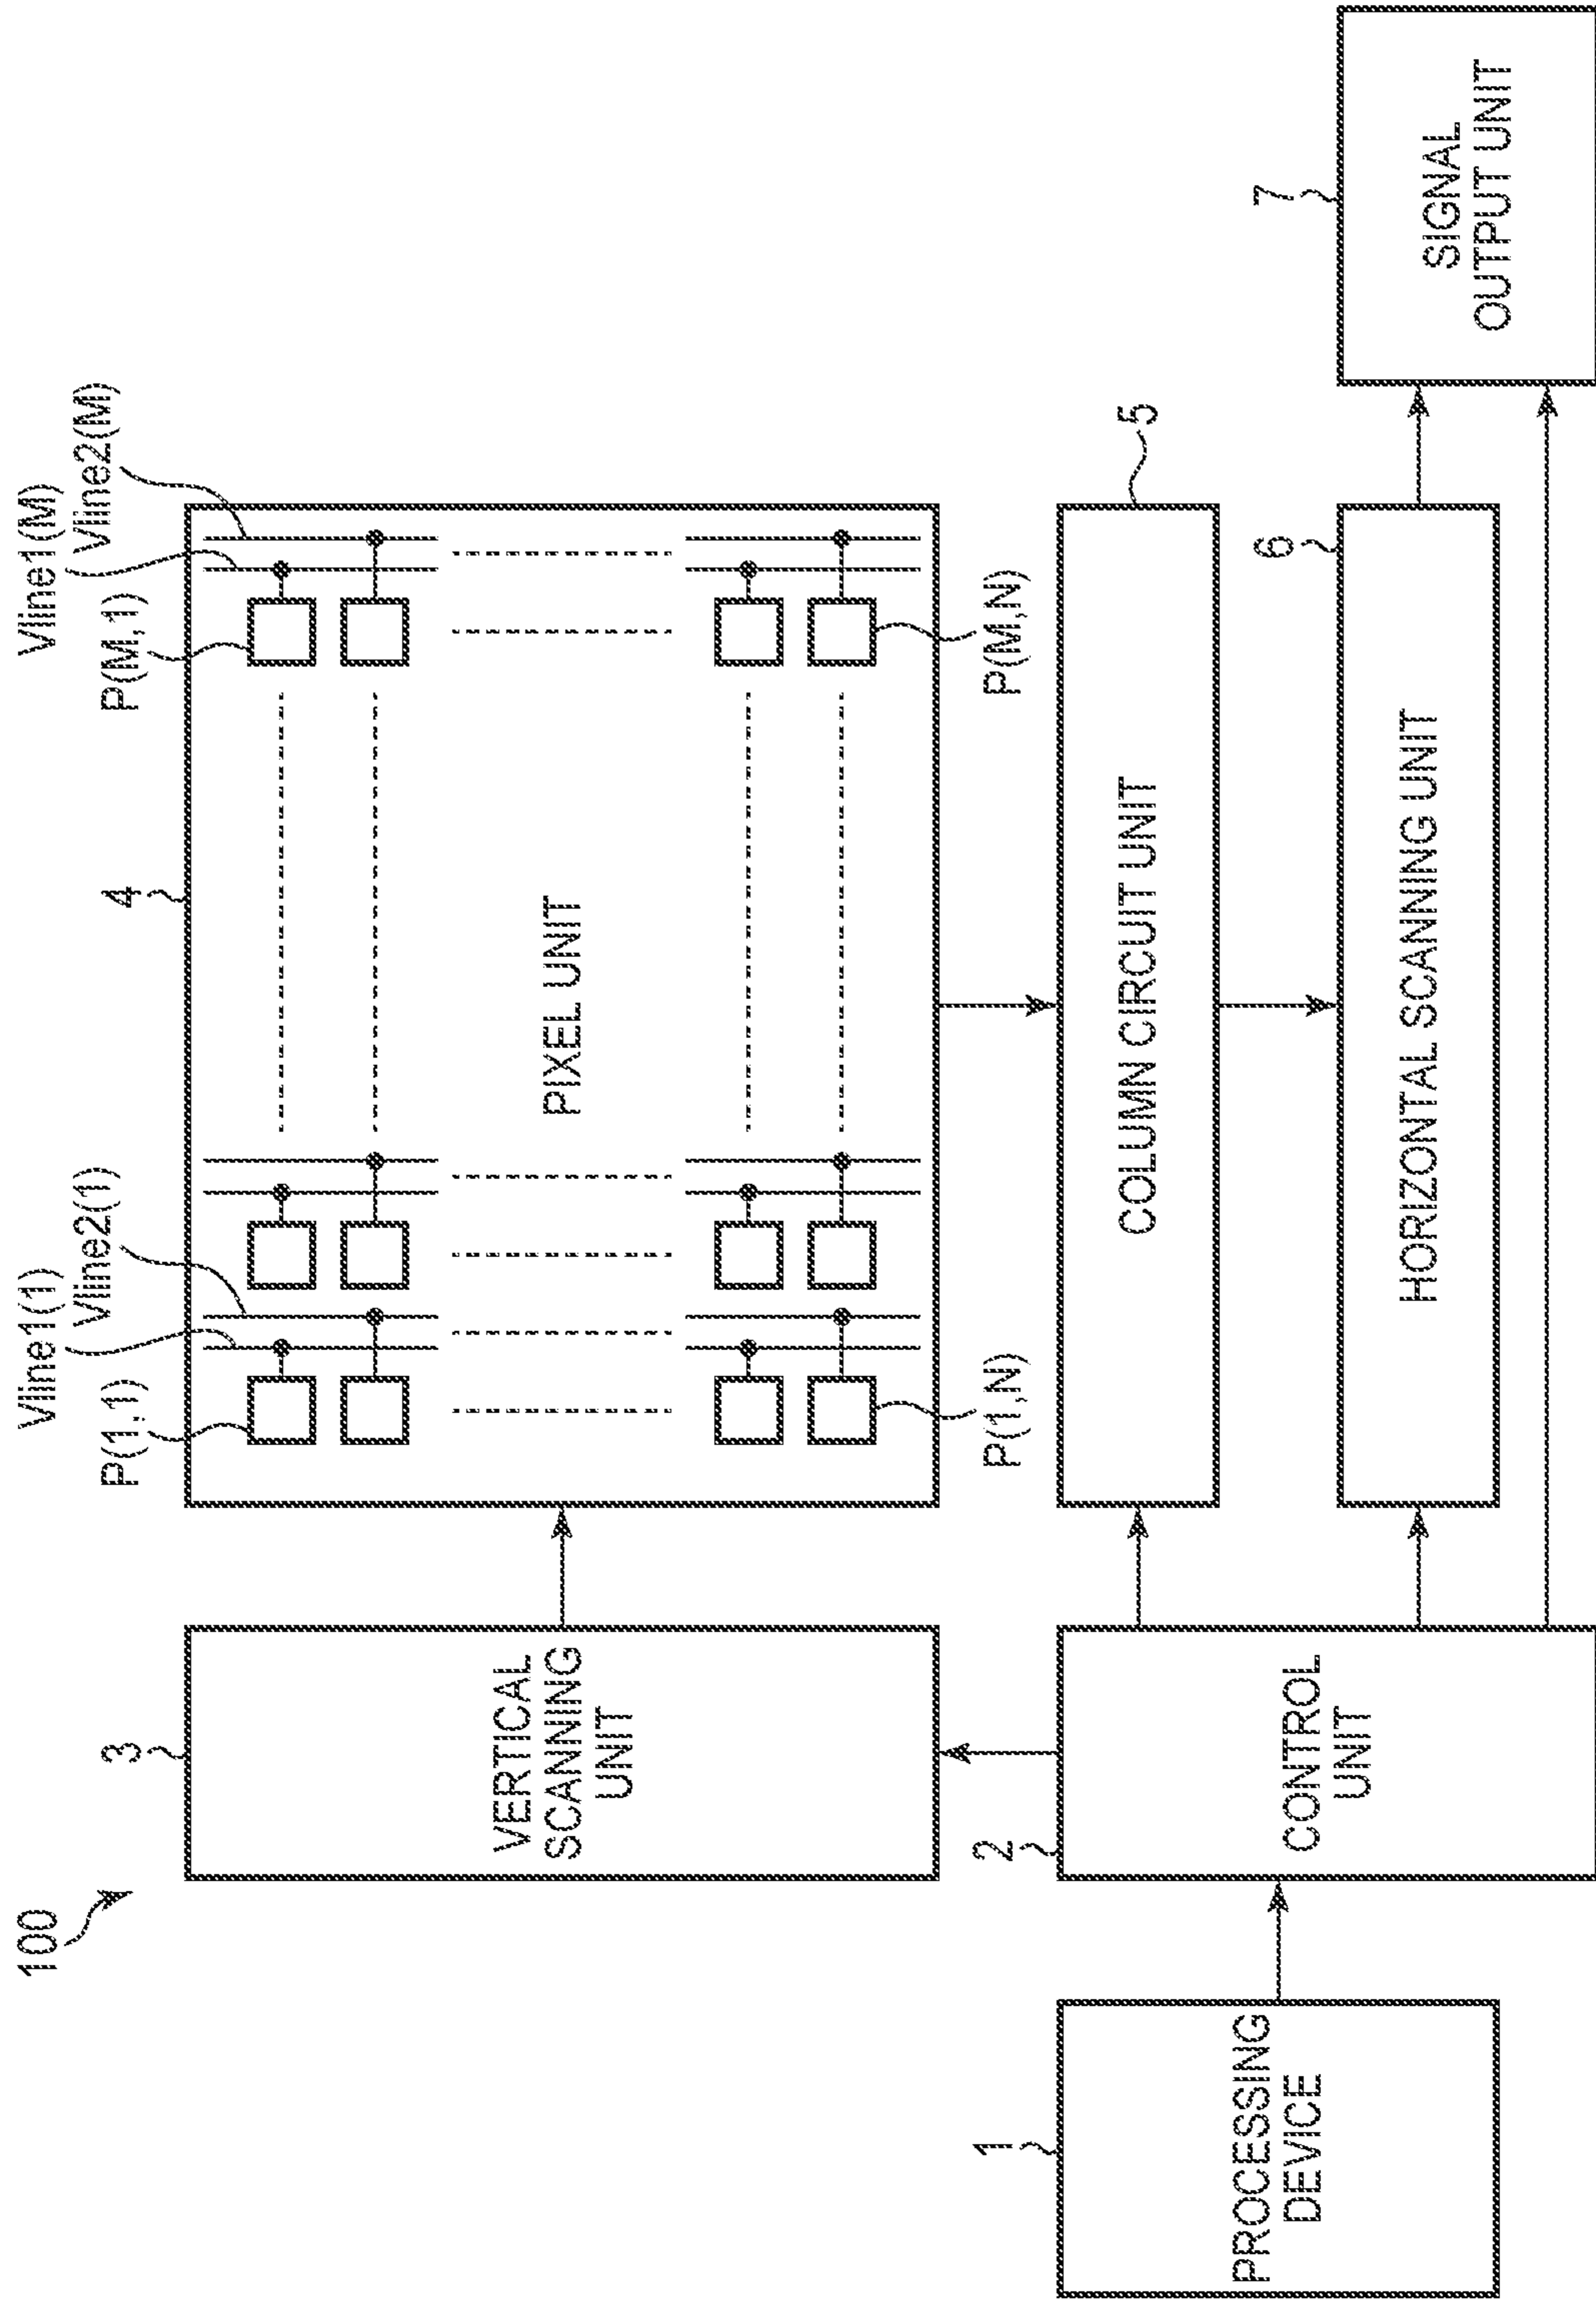 100
Vline1(1)
Vline2(1)
P(1,1)
Vline1(M)
Vline2(M)
P(M,1)
3
4
VERTICAL
SCANNING
UNIT
PIXEL UNIT
P(1,N)
P(M,N)
1
2
5
PROCESSING
DEVICE
CONTROL
UNIT
COLUMN CIRCUIT UNIT
6
7
HORIZONTAL SCANNING UNIT
SIGNAL
OUTPUT UNIT